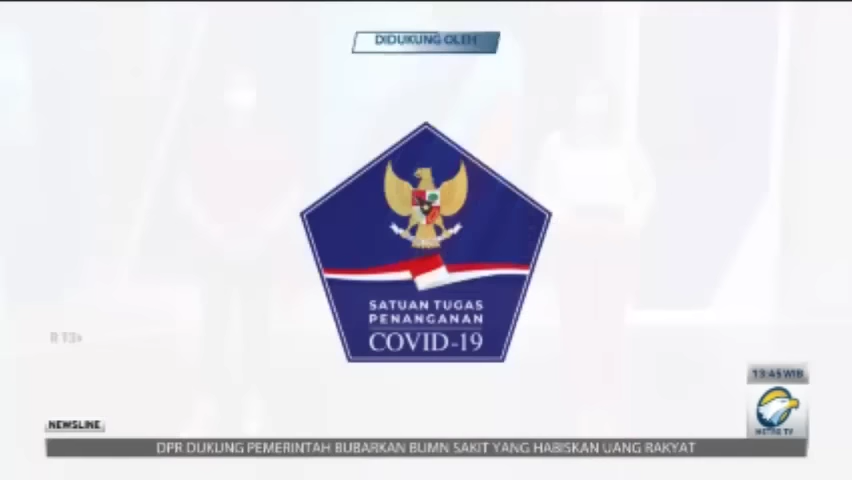 DIDUKUNG OLEH
SATUAN TUGAS
PENANGANAN
COVID-19
R 13+
13:45 WIB
METRO TV
NEWSLINE
DPR DUKUNG PEMERINTAH BUBARKAN BUMN SAKIT YANG HABISKAN UANG RAKYAT